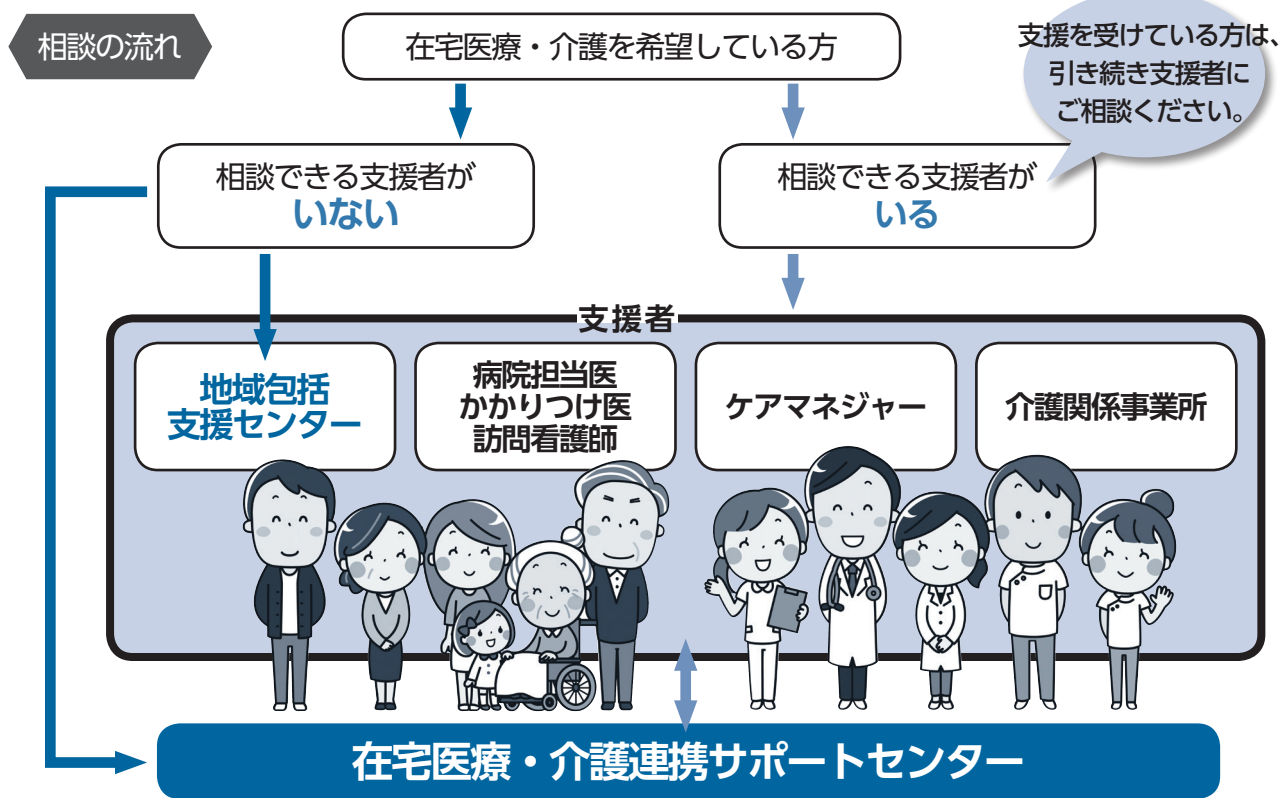 相談の流れ
在宅医療・介護を希望している方
支援を受けている方は、
引き続き支援者に
ご相談ください。
相談できる支援者が
いない
相談できる支援者が
いる
支援者
地域包括
支援センター
病院担当医
かかりつけ医
訪問看護師
ケアマネジャー
介護関係事業所
在宅医療・介護連携サポートセンター